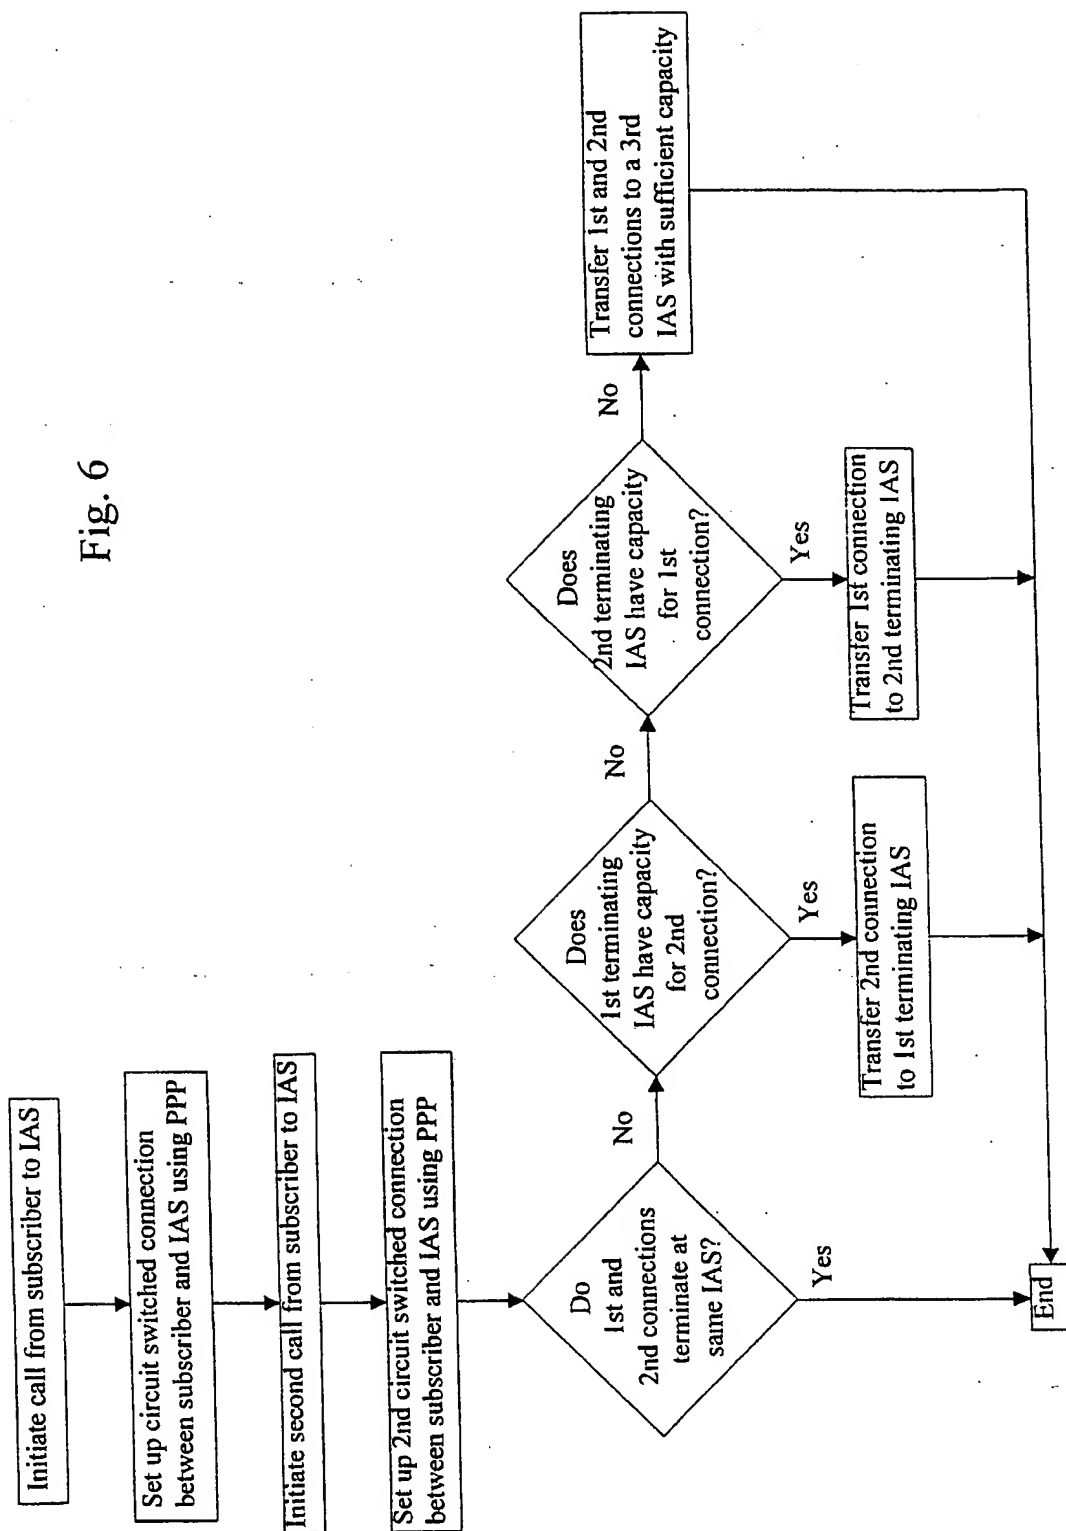 Fig. 6
Initiate call from subscriber to IAS
Set up circuit switched connection
between subscriber and IAS using PPP
Initiate second call from subscriber to IAS
Set up 2nd circuit switched connection
between subscriber and IAS using PPP
Do
1st and
2nd connections
terminate at
same IAS?
No
Yes
Does
1st terminating
IAS have capacity
for 2nd
connection?
No
Yes
Transfer 2nd connection
to 1st terminating IAS
Does
2nd terminating
IAS have capacity
for 1st
connection?
No
Yes
Transfer 1st connection
to 2nd terminating IAS
Transfer 1st and 2nd
connections to a 3rd
IAS with sufficient capacity
End